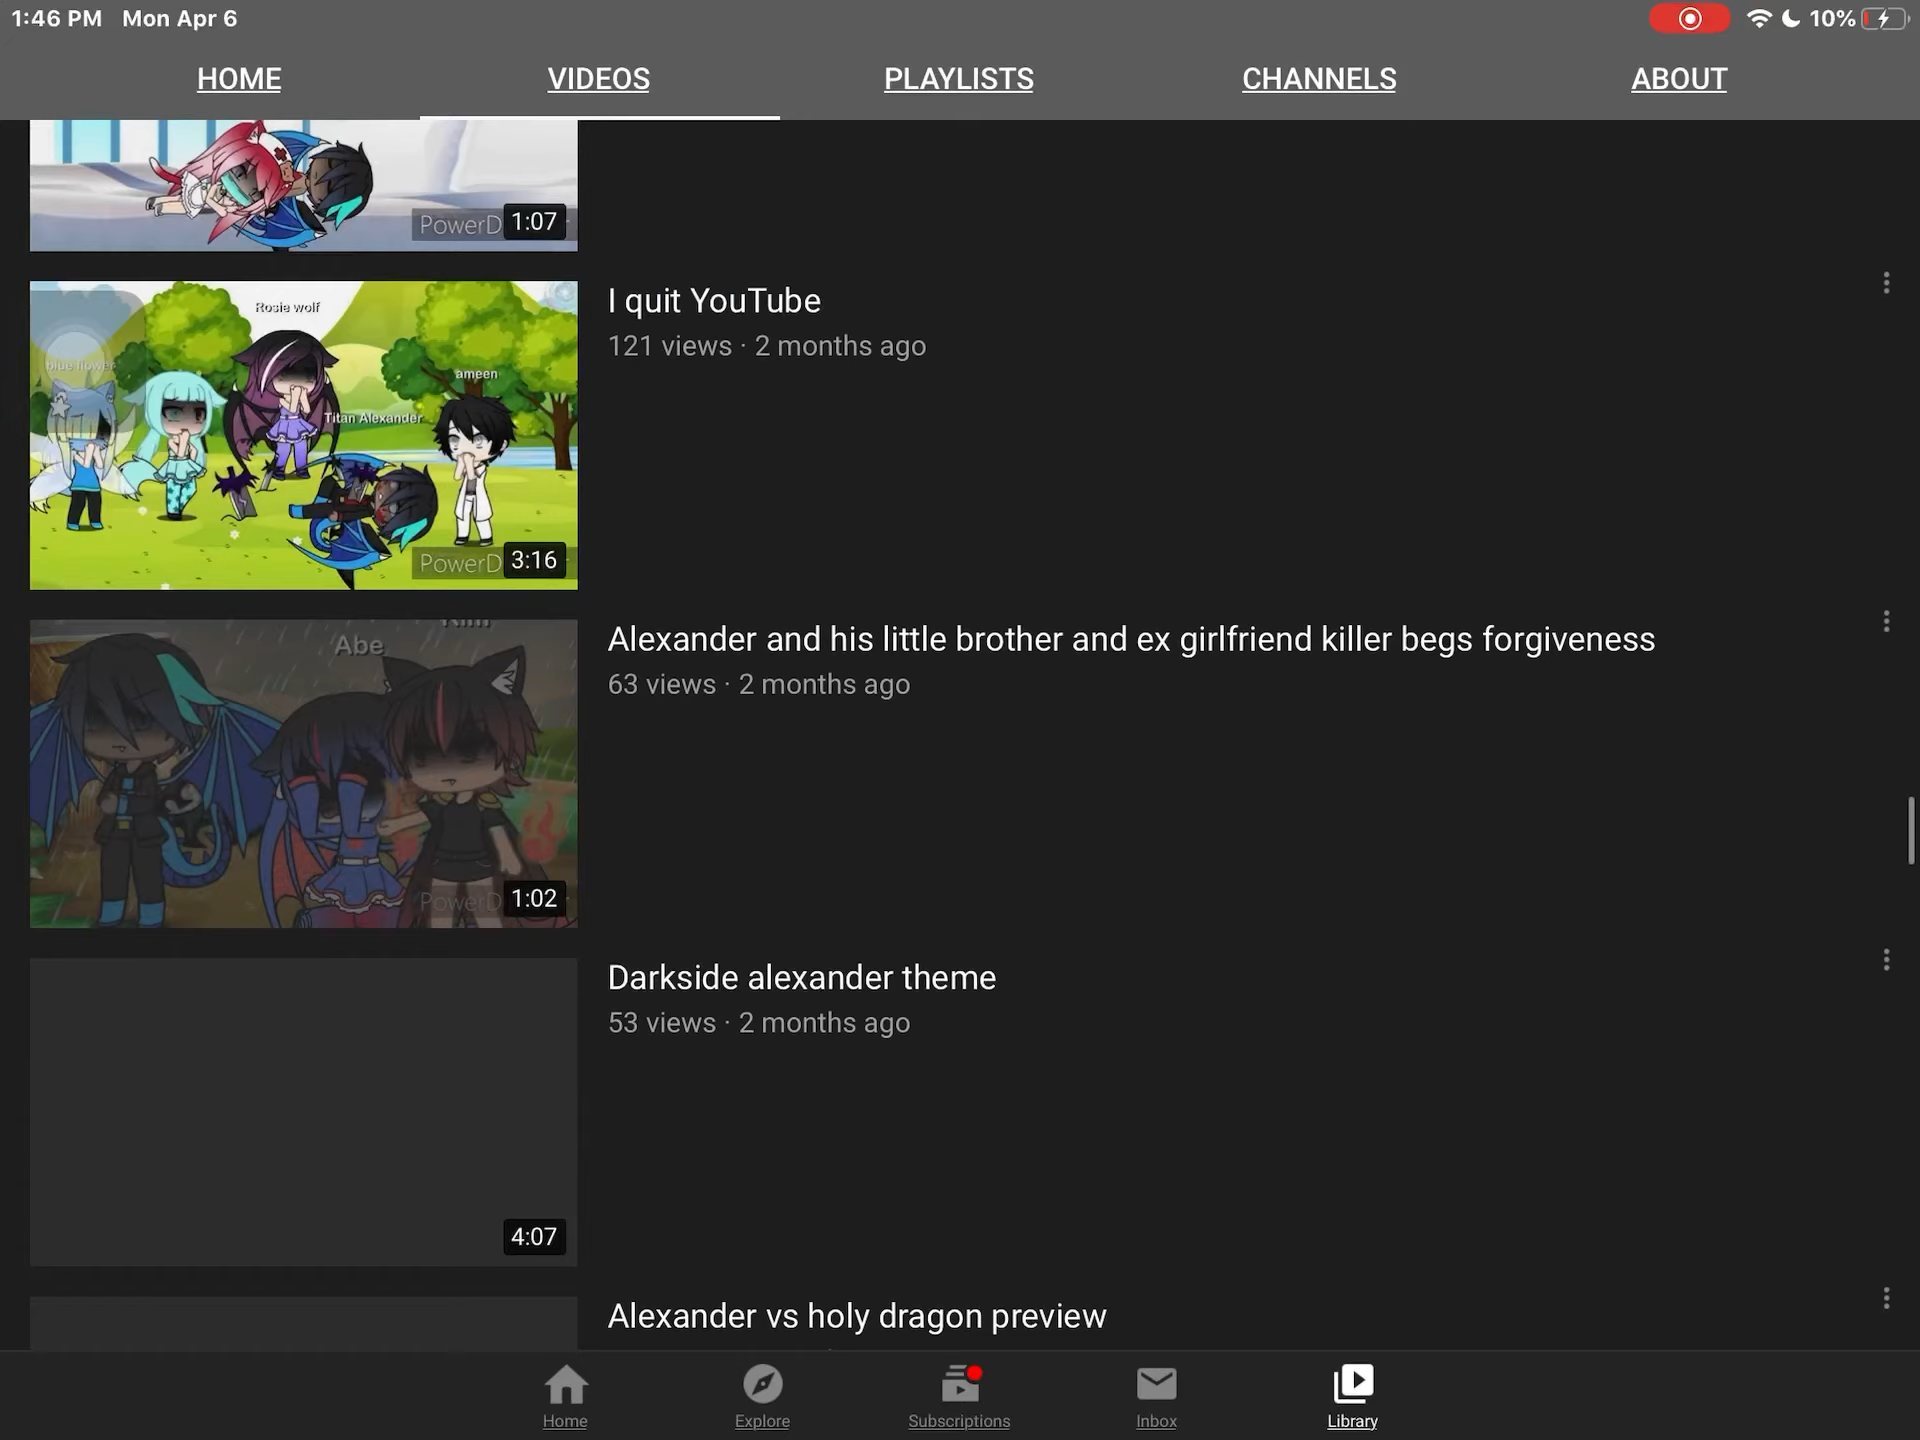 1:46 PM Mon Apr 6
10%
HOME VIDEOS PLAYLISTS CHANNELS ABOUT
PowerD
1:07
I quit YouTube
121 views · 2 months ago
Rosie wolf
blue flower
ameen
Titan Alexander
PowerD
3:16
Alexander and his little brother and ex girlfriend killer begs forgiveness
63 views · 2 months ago
Abe
PowerD
1:02
Darkside alexander theme
53 views · 2 months ago
4:07
Alexander vs holy dragon preview
Home Explore Subscriptions Inbox Library